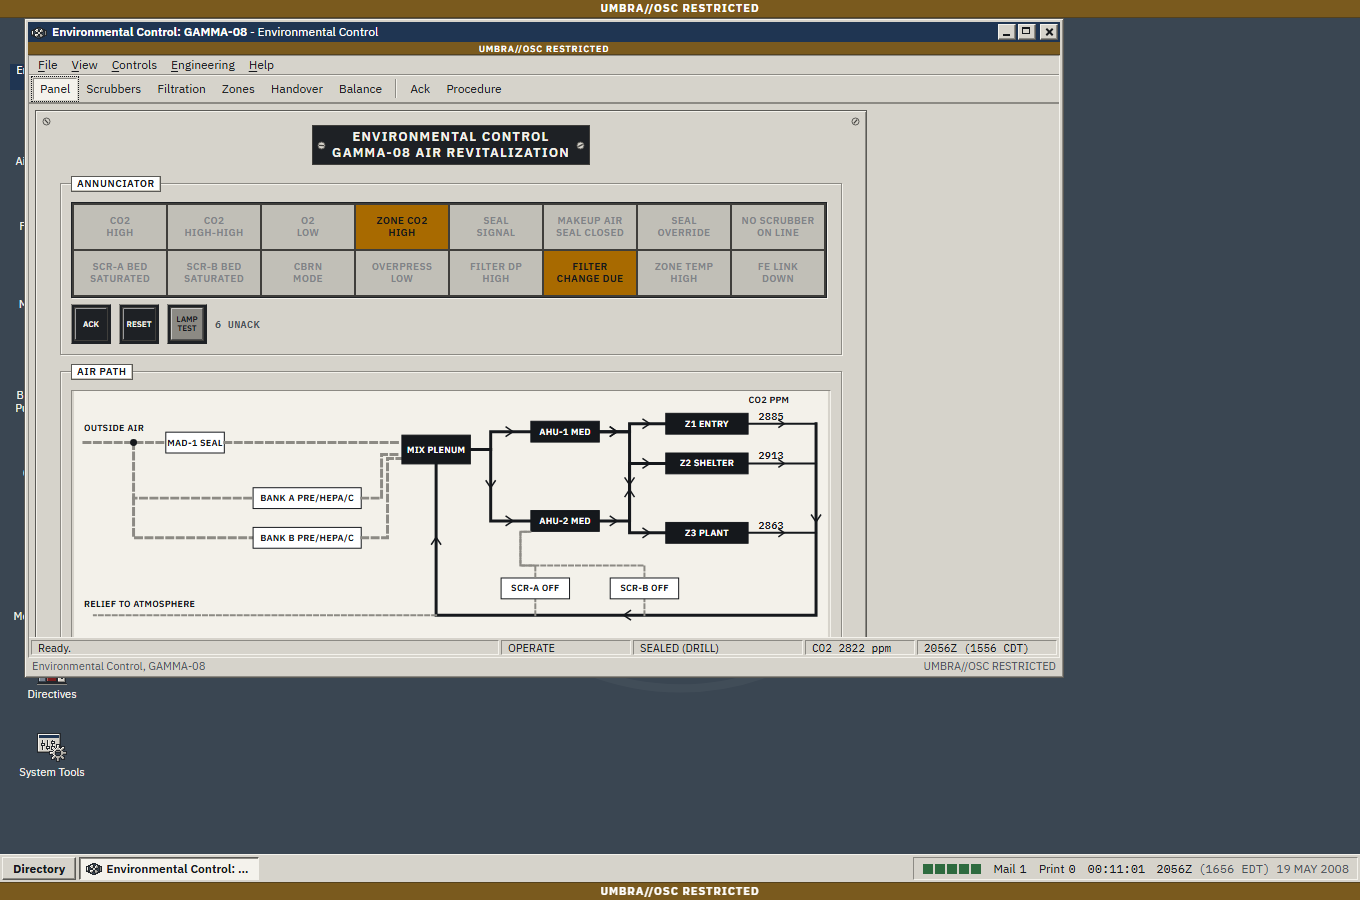 UMBRA//OSC RESTRICTED
Environmental Control: GAMMA-08 - Environmental Control
UMBRA//OSC RESTRICTED
File View Controls Engineering Help
Panel Scrubbers Filtration Zones Handover Balance Ack Procedure
ENVIRONMENTAL CONTROL
GAMMA-08 AIR REVITALIZATION
ANNUNCIATOR
CO2 HIGH
CO2 HIGH-HIGH
O2 LOW
ZONE CO2 HIGH
SEAL SIGNAL
MAKEUP AIR SEAL CLOSED
SEAL OVERRIDE
NO SCRUBBER ON LINE
SCR-A BED SATURATED
SCR-B BED SATURATED
CBRN MODE
OVERPRESS LOW
FILTER DP HIGH
FILTER CHANGE DUE
ZONE TEMP HIGH
FE LINK DOWN
ACK RESET LAMP TEST 6 UNACK
AIR PATH
CO2 PPM
OUTSIDE AIR
MAD-1 SEAL
MIX PLENUM
AHU-1 MED
Z1 ENTRY 2885
Z2 SHELTER 2913
BANK A PRE/HEPA/C
AHU-2 MED
Z3 PLANT 2863
BANK B PRE/HEPA/C
SCR-A OFF
SCR-B OFF
RELIEF TO ATMOSPHERE
Ready. OPERATE SEALED (DRILL) CO2 2822 ppm 2056Z (1556 CDT)
Environmental Control, GAMMA-08 UMBRA//OSC RESTRICTED
Directives
System Tools
Directory Environmental Control: ... Mail 1 Print 0 00:11:01 2056Z (1656 EDT) 19 MAY 2008
UMBRA//OSC RESTRICTED